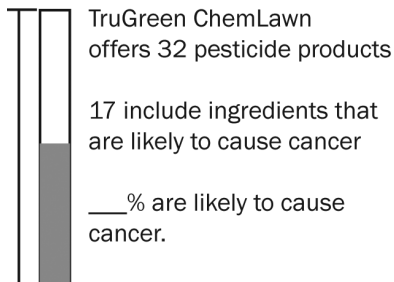 TruGreen ChemLawn
offers 32 pesticide products
17 include ingredients that
are likely to cause cancer
___% are likely to cause
cancer.